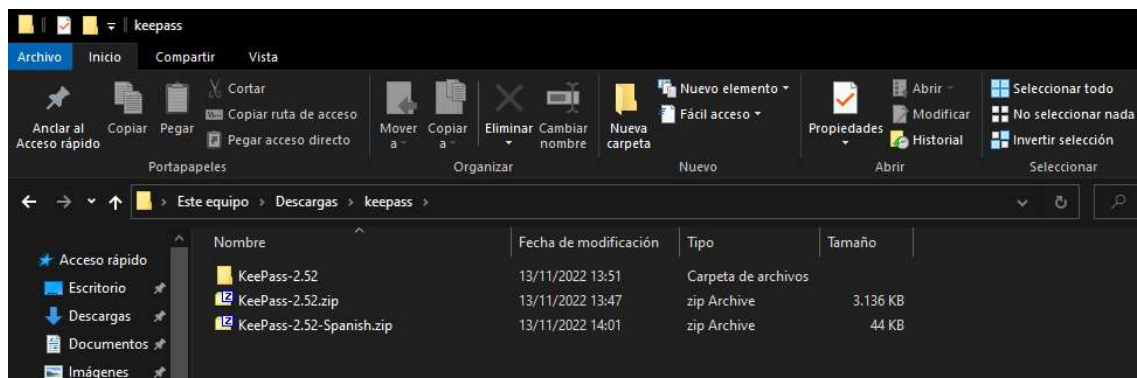 keepass
Archivo Inicio Compartir Vista
Anclar al Acceso rápido
Copiar
Pegar
Cortar
Copiar ruta de acceso
Pegar acceso directo
Portapapeles
Mover a
Copiar a
Eliminar
Cambiar nombre
Organizar
Nueva carpeta
Nuevo elemento
Fácil acceso
Nuevo
Propiedades
Abrir
Modificar
Historial
Abrir
Seleccionar todo
No seleccionar nada
Invertir selección
Seleccionar
Este equipo > Descargas > keepass >
Nombre Fecha de modificación Tipo Tamaño
KeePass-2.52 13/11/2022 13:51 Carpeta de archivos
KeePass-2.52.zip 13/11/2022 13:47 zip Archive 3.136 KB
KeePass-2.52-Spanish.zip 13/11/2022 14:01 zip Archive 44 KB
Acceso rápido
Escritorio
Descargas
Documentos
Imágenes